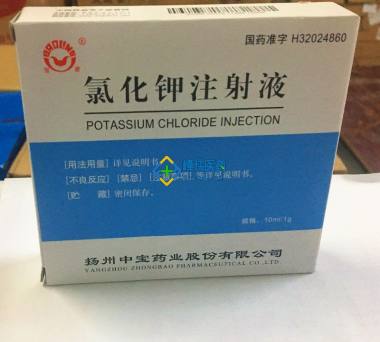 国药准字 H32024860
氯化钾注射液
POTASSIUM CHLORIDE INJECTION
[用法用量] 详见说明书。
[不良反应] [禁忌] 等详见说明书。
[贮 藏] 密闭保存。
规格：10ml:1g
扬州中宝药业股份有限公司
YANGZHOU ZHONGBAO PHARMACEUTICAL CO., LTD.